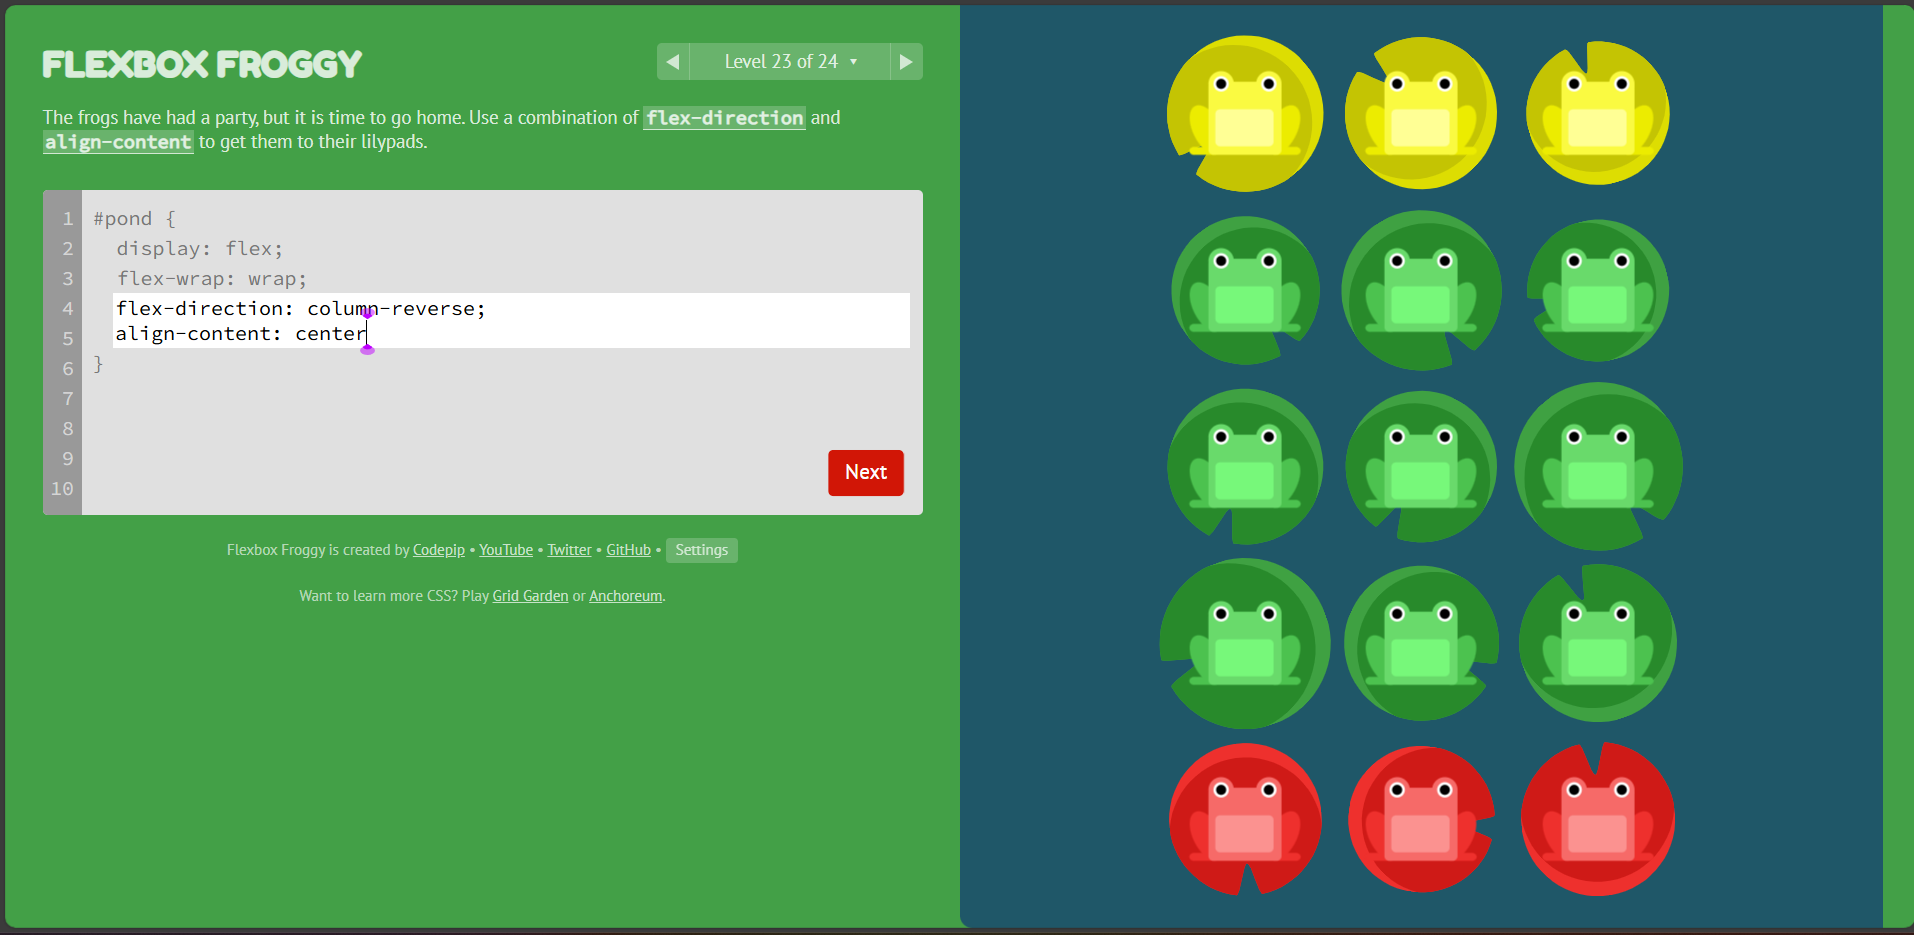 FLEXBOX FROGGY
◀ Level 23 of 24 ▾ ▶
The frogs have had a party, but it is time to go home. Use a combination of flex-direction and
align-content to get them to their lilypads.
1 #pond {
2 display: flex;
3 flex-wrap: wrap;
4 flex-direction: column-reverse;
5 align-content: center
6 }
7
8
9
10
Next
Flexbox Froggy is created by Codepip • YouTube • Twitter • GitHub • Settings
Want to learn more CSS? Play Grid Garden or Anchoreum.